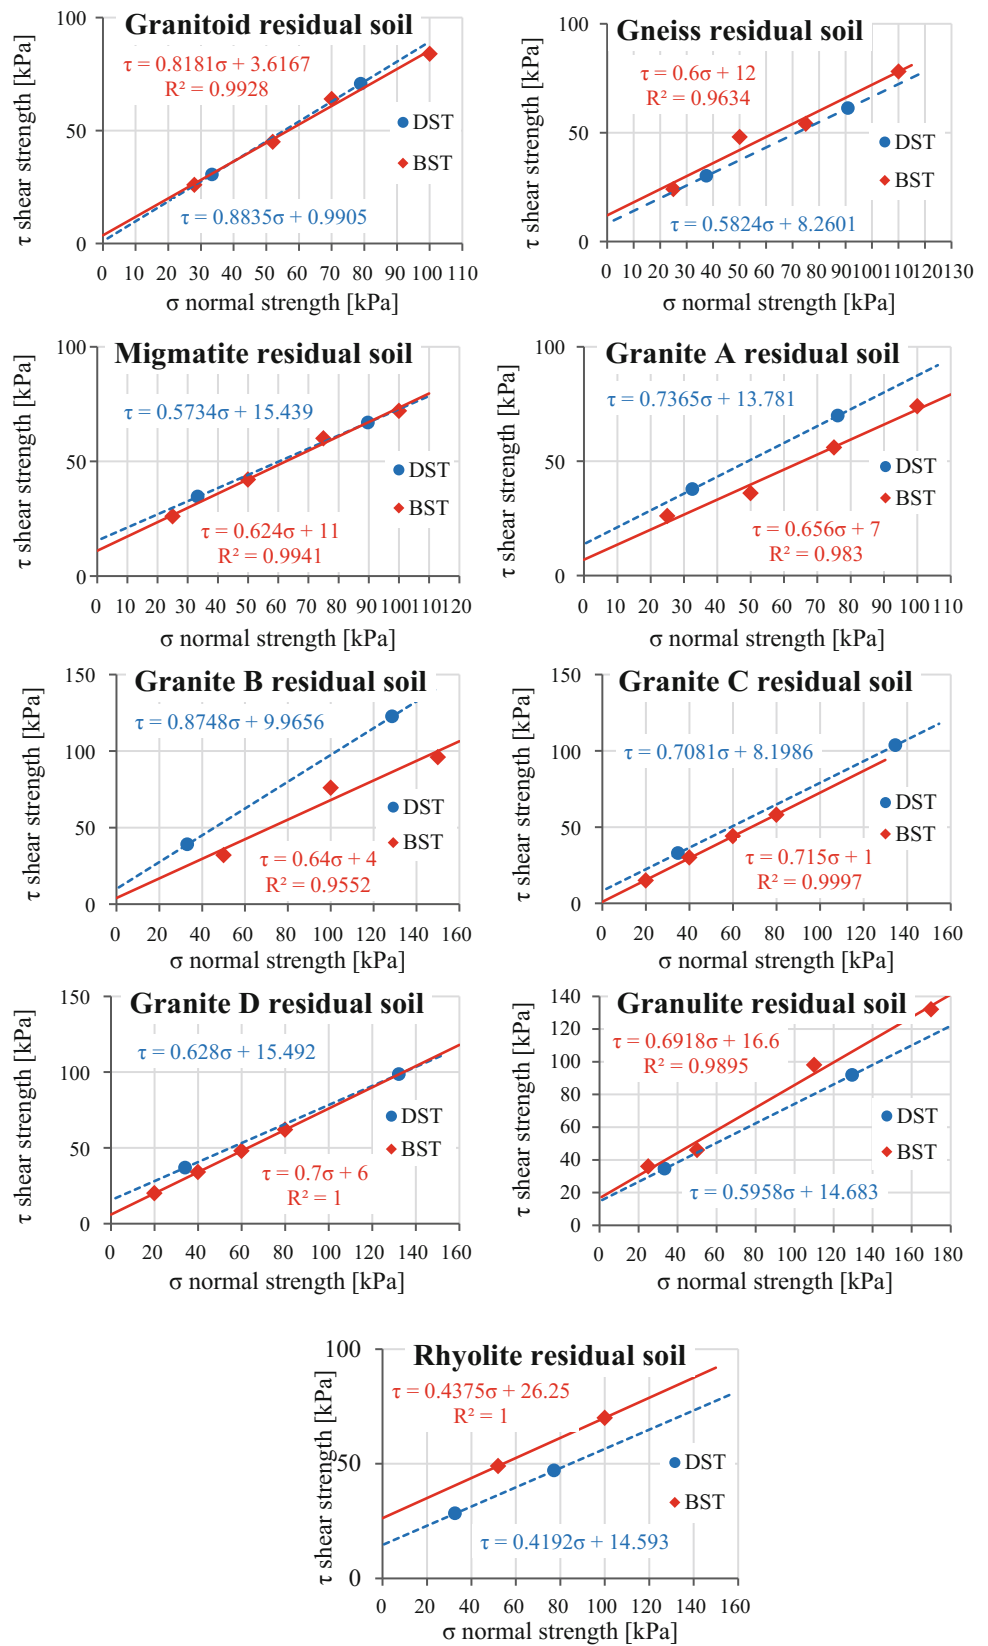 Granitoid residual soil
τ shear strength [kPa]
100
50
0
τ = 0.8181σ + 3.6167
R² = 0.9928
DST
BST
τ = 0.8835σ + 0.9905
0 10 20 30 40 50 60 70 80 90 100 110
σ normal strength [kPa]
Gneiss residual soil
τ shear strength [kPa]
100
50
0
τ = 0.6σ + 12
R² = 0.9634
DST
BST
τ = 0.5824σ + 8.2601
0 10 20 30 40 50 60 70 80 90 100 110 120 130
σ normal strength [kPa]
Migmatite residual soil
τ shear strength [kPa]
100
50
0
τ = 0.5734σ + 15.439
DST
BST
τ = 0.624σ + 11
R² = 0.9941
0 10 20 30 40 50 60 70 80 90 100 110 120
σ normal strength [kPa]
Granite A residual soil
τ shear strength [kPa]
100
50
0
τ = 0.7365σ + 13.781
DST
BST
τ = 0.656σ + 7
R² = 0.983
0 10 20 30 40 50 60 70 80 90 100 110
σ normal strength [kPa]
Granite B residual soil
τ shear strength [kPa]
150
100
50
0
τ = 0.8748σ + 9.9656
DST
BST
τ = 0.64σ + 4
R² = 0.9552
0 20 40 60 80 100 120 140 160
σ normal strength [kPa]
Granite C residual soil
τ shear strength [kPa]
150
100
50
0
τ = 0.7081σ + 8.1986
DST
BST
τ = 0.715σ + 1
R² = 0.9997
0 20 40 60 80 100 120 140 160
σ normal strength [kPa]
Granite D residual soil
τ shear strength [kPa]
150
100
50
0
τ = 0.628σ + 15.492
DST
BST
τ = 0.7σ + 6
R² = 1
0 20 40 60 80 100 120 140 160
σ normal strength [kPa]
Granulite residual soil
τ shear strength [kPa]
140
120
100
80
60
40
20
0
τ = 0.6918σ + 16.6
R² = 0.9895
DST
BST
τ = 0.5958σ + 14.683
0 20 40 60 80 100 120 140 160 180
σ normal strength [kPa]
Rhyolite residual soil
τ shear strength [kPa]
100
50
0
τ = 0.4375σ + 26.25
R² = 1
DST
BST
τ = 0.4192σ + 14.593
0 20 40 60 80 100 120 140 160
σ normal strength [kPa]